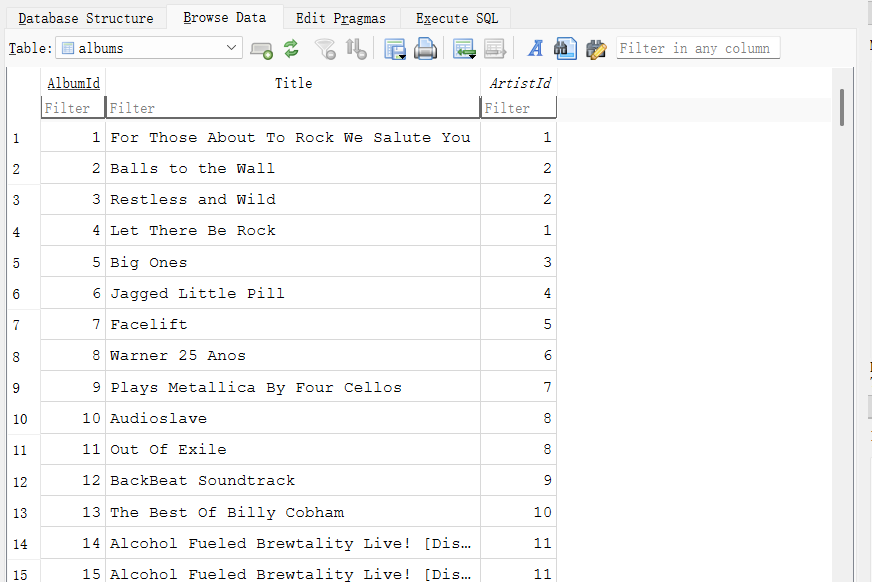 Database Structure Browse Data Edit Pragmas Execute SQL
Table: albums Filter in any column
AlbumId Title ArtistId
Filter Filter Filter
1 1 For Those About To Rock We Salute You 1
2 2 Balls to the Wall 2
3 3 Restless and Wild 2
4 4 Let There Be Rock 1
5 5 Big Ones 3
6 6 Jagged Little Pill 4
7 7 Facelift 5
8 8 Warner 25 Anos 6
9 9 Plays Metallica By Four Cellos 7
10 10 Audioslave 8
11 11 Out Of Exile 8
12 12 BackBeat Soundtrack 9
13 13 The Best Of Billy Cobham 10
14 14 Alcohol Fueled Brewtality Live! [Dis… 11
15 15 Alcohol Fueled Brewtality Live! [Dis… 11